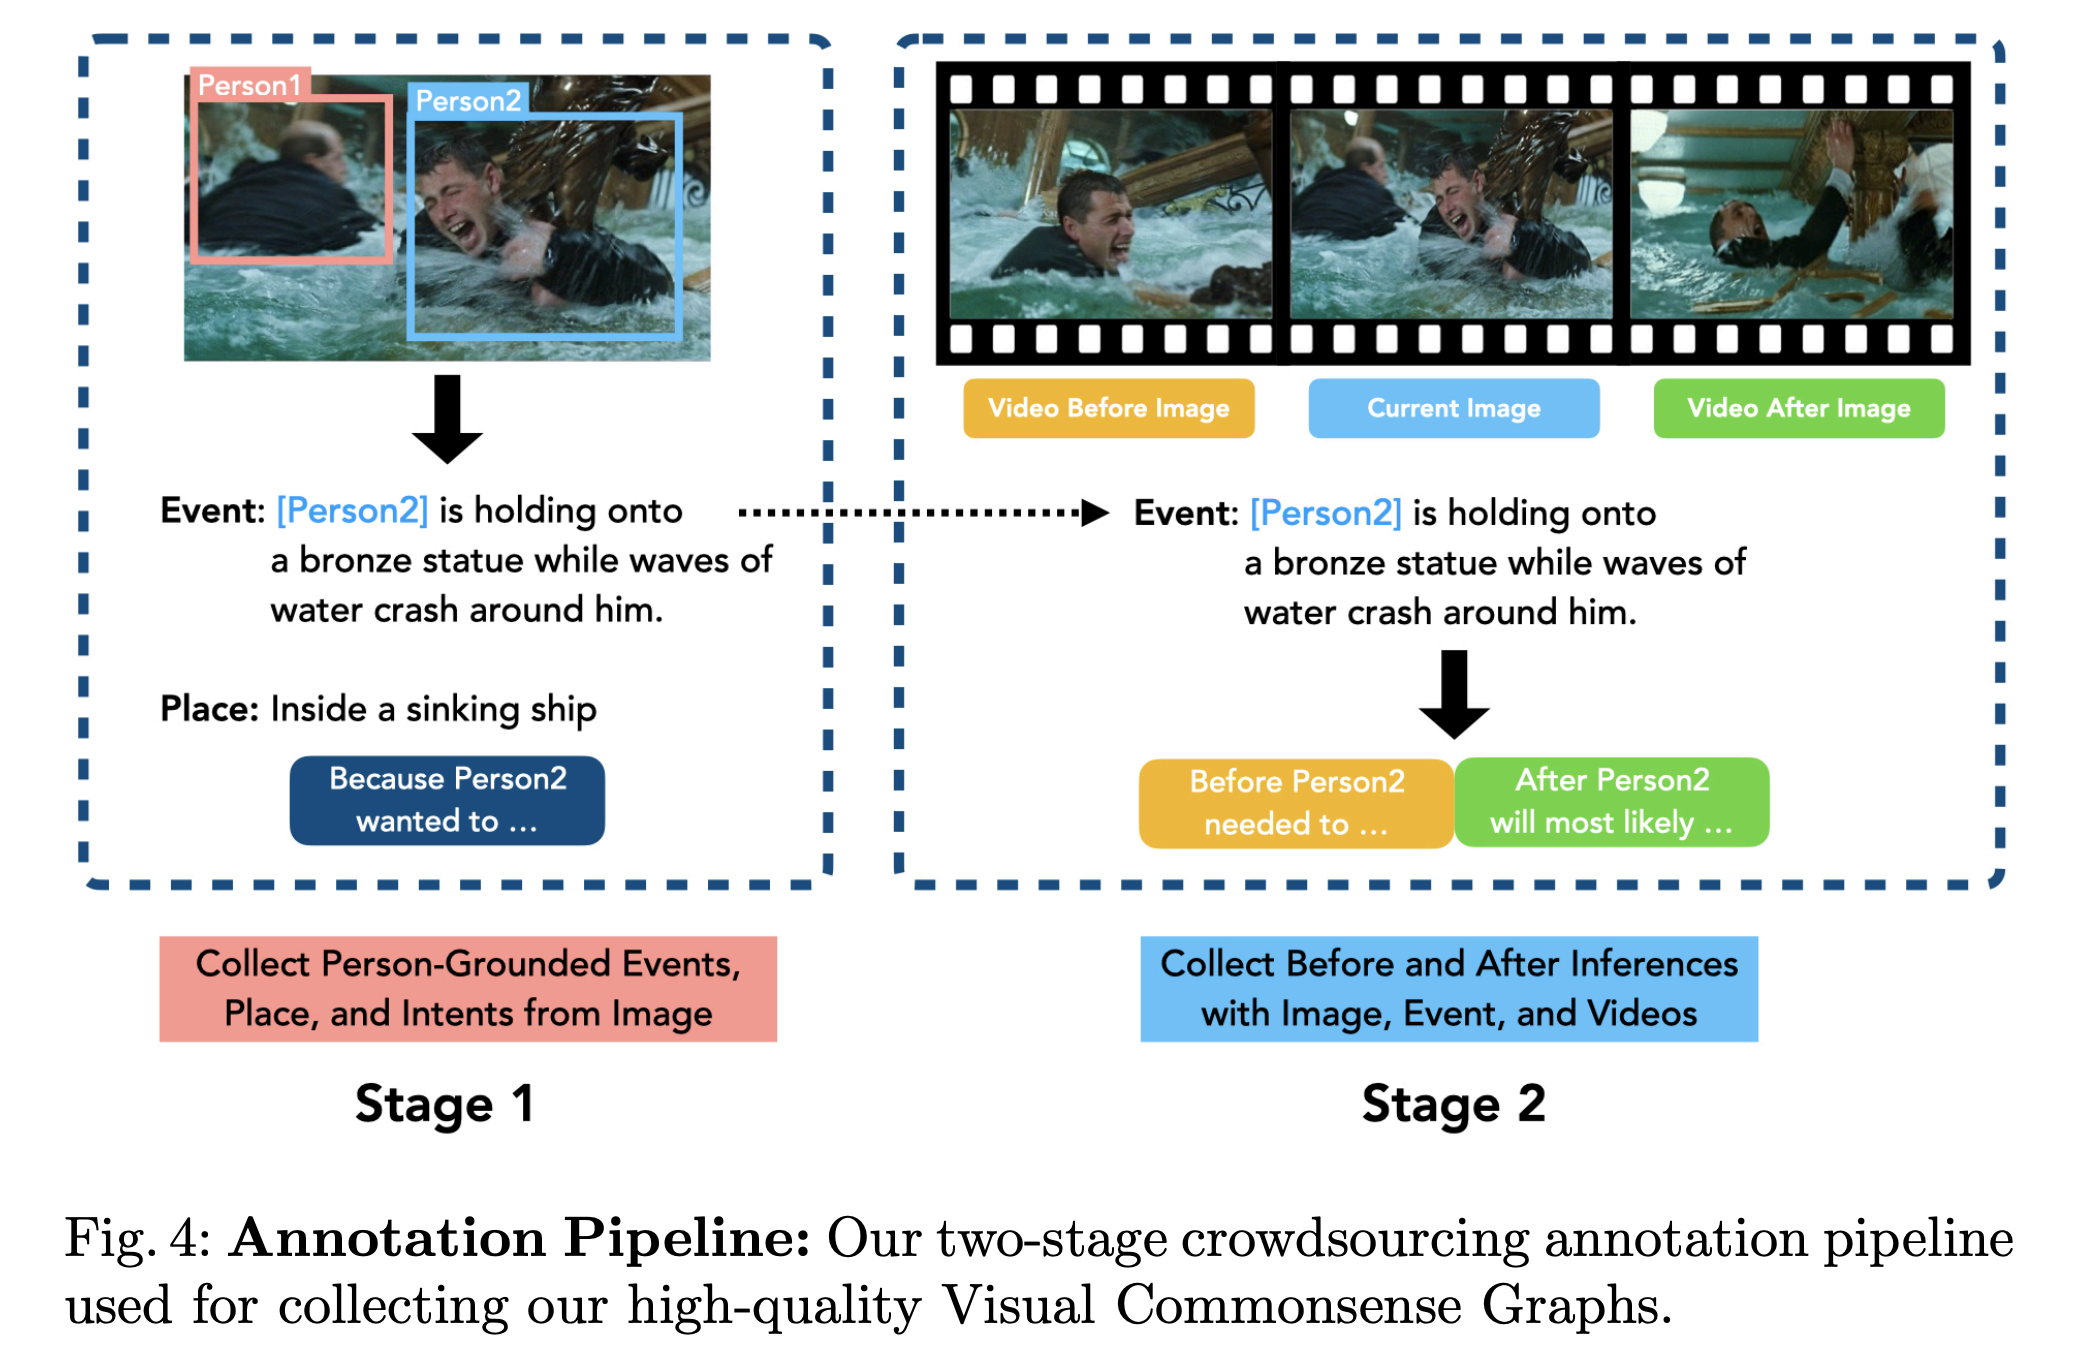 Person1
Person2
Event: [Person2] is holding onto
a bronze statue while waves of
water crash around him.
Place: Inside a sinking ship
Because Person2
wanted to ...
Collect Person-Grounded Events,
Place, and Intents from Image
Stage 1
Video Before Image
Current Image
Video After Image
Event: [Person2] is holding onto
a bronze statue while waves of
water crash around him.
Before Person2
needed to ...
After Person2
will most likely ...
Collect Before and After Inferences
with Image, Event, and Videos
Stage 2
Fig. 4: Annotation Pipeline: Our two-stage crowdsourcing annotation pipeline
used for collecting our high-quality Visual Commonsense Graphs.